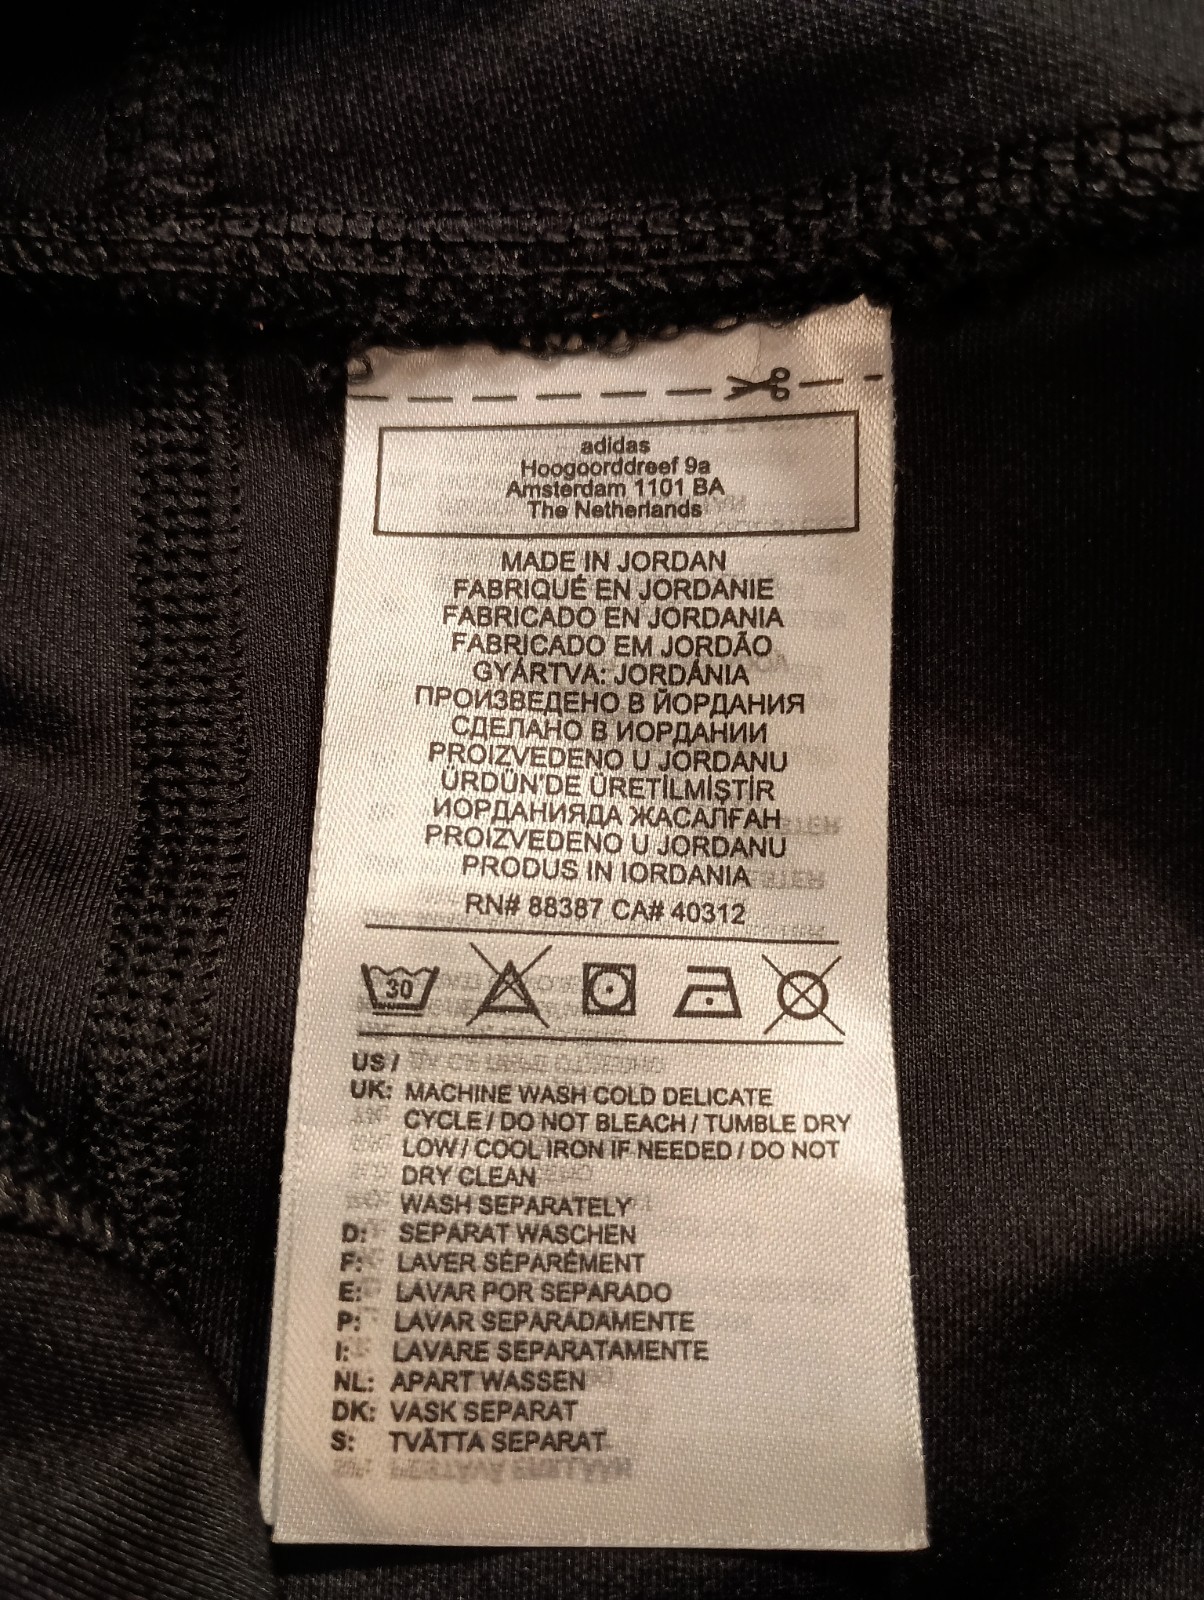 adidas
Hoogoorddreef 9a
Amsterdam 1101 BA
The Netherlands
MADE IN JORDAN
FABRIQUÉ EN JORDANIE
FABRICADO EN JORDANIA
FABRICADO EM JORDÃO
GYÁRTVA: JORDÁNIA
ПРОИЗВЕДЕНО В ЙОРДАНИЯ
СДЕЛАНО В ИОРДАНИИ
PROIZVEDENO U JORDANU
ÜRDÜN'DE ÜRETİLMİŞTİR
ИОРДАНИЯДА ЖАСАЛҒАН
PROIZVEDENO U JORDANU
PRODUS IN IORDANIA
RN# 88387 CA# 40312
30
US /
UK: MACHINE WASH COLD DELICATE
CYCLE / DO NOT BLEACH / TUMBLE DRY
LOW / COOL IRON IF NEEDED / DO NOT
DRY CLEAN
WASH SEPARATELY
D: SEPARAT WASCHEN
F: LAVER SÉPARÉMENT
E: LAVAR POR SEPARADO
P: LAVAR SEPARADAMENTE
I: LAVARE SEPARATAMENTE
NL: APART WASSEN
DK: VASK SEPARAT
S: TVÄTTA SEPARAT